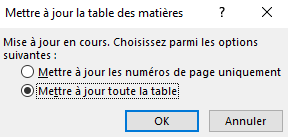 Mettre à jour la table des matières
Mise à jour en cours. Choisissez parmi les options
suivantes :
Mettre à jour les numéros de page uniquement
Mettre à jour toute la table
OK
Annuler